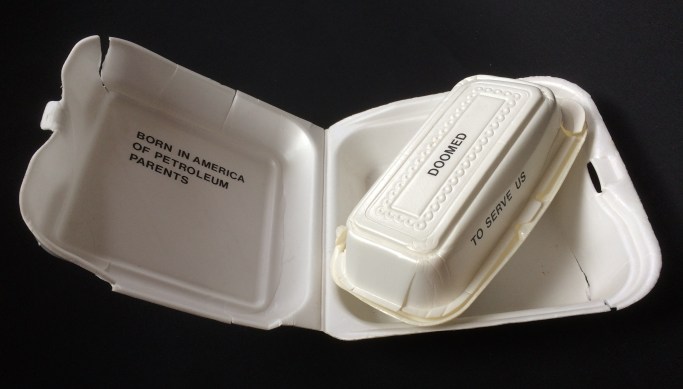 BORN IN AMERICA
OF PETROLEUM
PARENTS
DOOMED
TO SERVE US